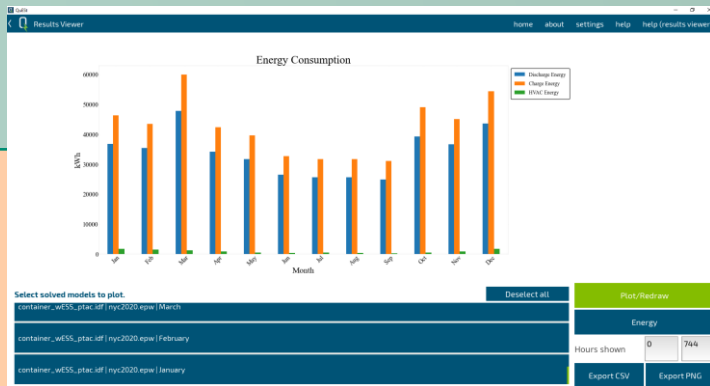 QuESt
Results Viewer
home about settings help help (results viewer
Energy Consumption
Discharge Energy
Charge Energy
HVAC Energy
60000
50000
40000
30000
20000
10000
0
kWh
Jan Feb Mar Apr May Jun Jul Aug Sep Oct Nov Dec
Month
Select solved models to plot.
Deselect all
container_wESS_ptac.idf | nyc2020.epw | March
container_wESS_ptac.idf | nyc2020.epw | February
container_wESS_ptac.idf | nyc2020.epw | January
Plot/Redraw
Energy
Hours shown 0 744
Export CSV Export PNG